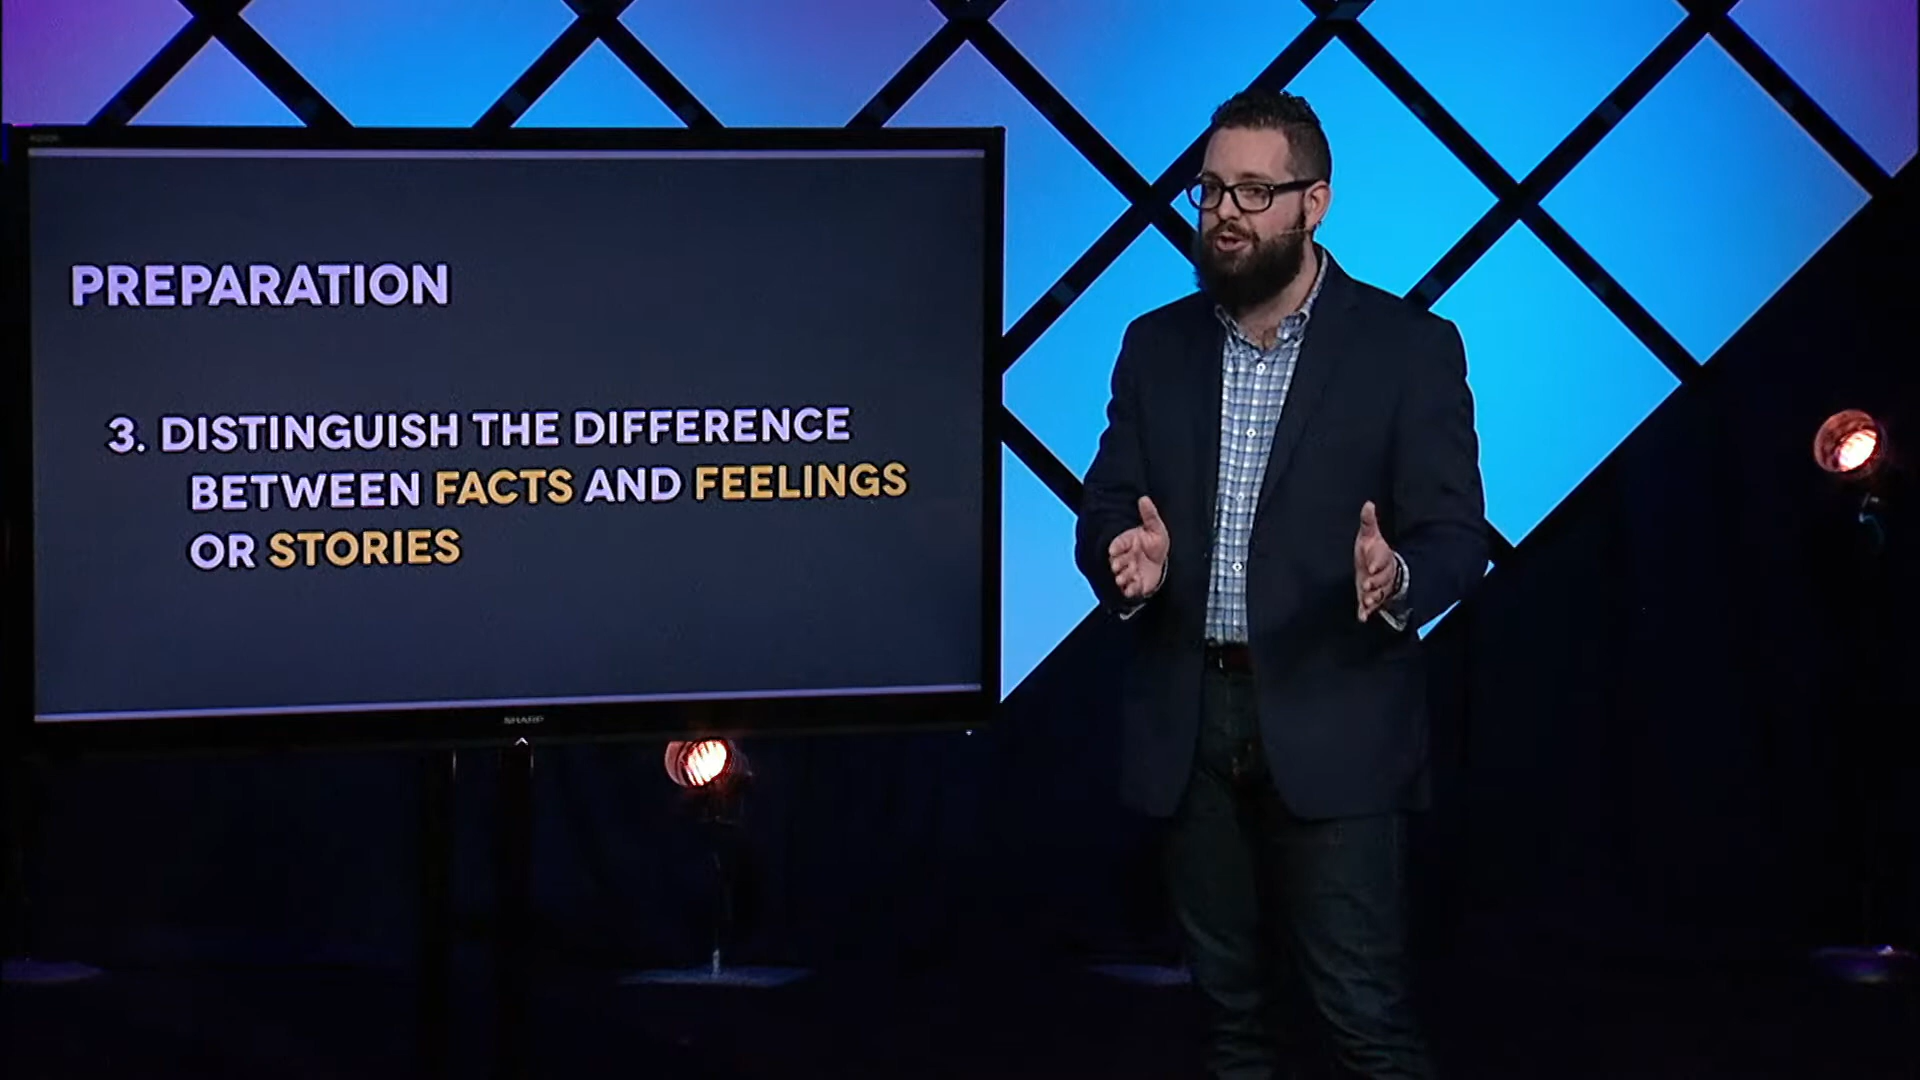 PREPARATION
3. DISTINGUISH THE DIFFERENCE
BETWEEN FACTS AND FEELINGS
OR STORIES
SHARP